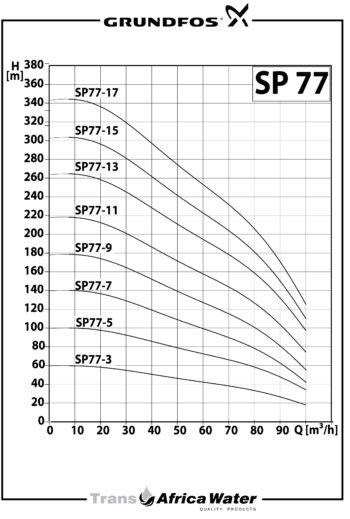 GRUNDFOS
H
[m]
SP 77
380
360
340
320
300
280
260
240
220
200
180
160
140
120
100
80
60
40
20
0
SP77-17
SP77-15
SP77-13
SP77-11
SP77-9
SP77-7
SP77-5
SP77-3
0 10 20 30 40 50 60 70 80 90 Q [m³/h]
Trans Africa Water
QUALITY PRODUCTS